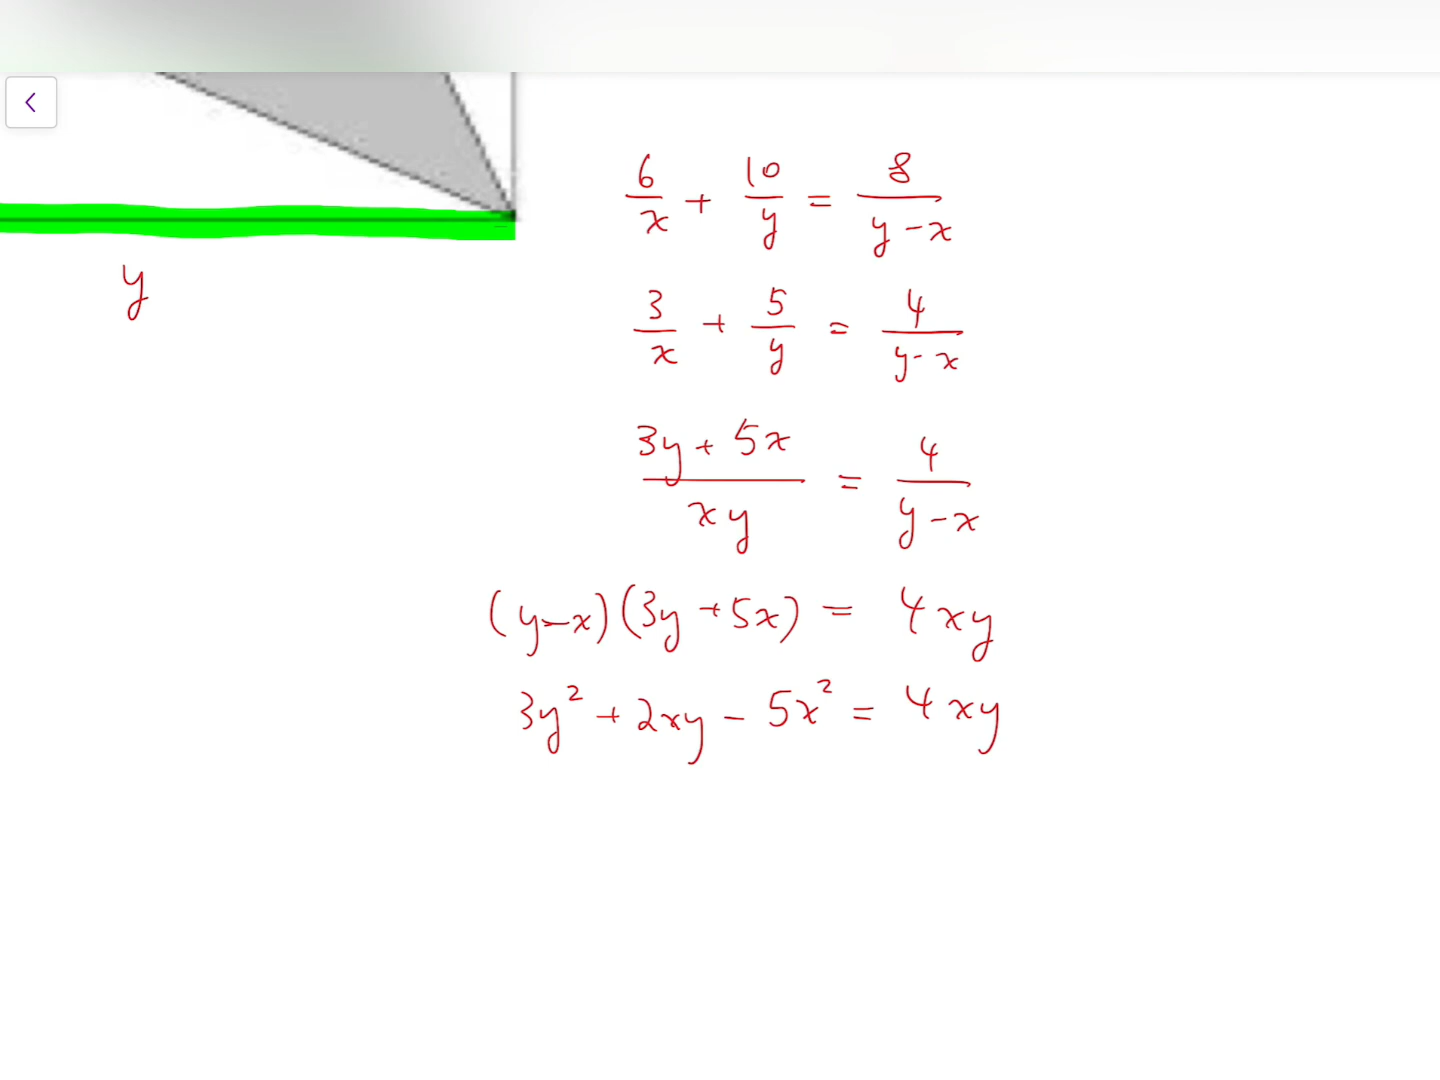 y
6/x + 10/y = 8/(y-x)
3/x + 5/y = 4/(y-x)
(3y + 5x)/(xy) = 4/(y-x)
(y-x)(3y+5x) = 4xy
3y² + 2xy - 5x² = 4xy